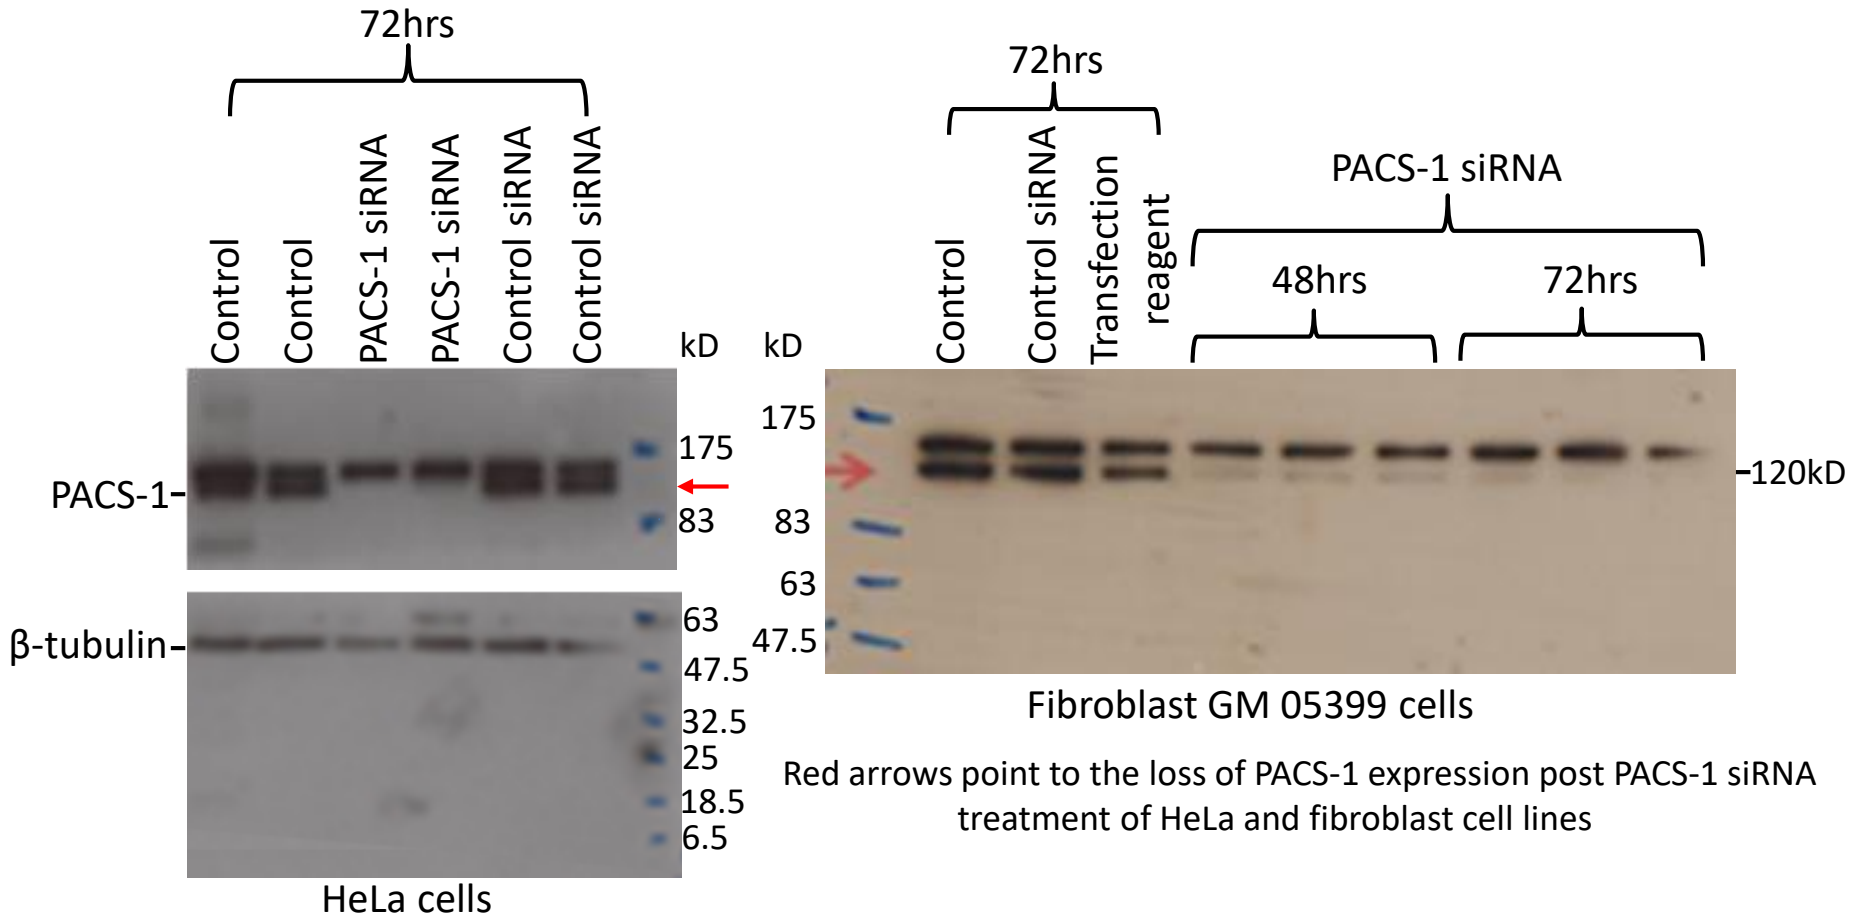 72hrs
Control
Control
PACS-1 siRNA
PACS-1 siRNA
Control siRNA
Control siRNA
kD
175
83
PACS-1
63
47.5
32.5
25
18.5
6.5
β-tubulin
HeLa cells
72hrs
Control
Control siRNA
Transfection
reagent
PACS-1 siRNA
48hrs
72hrs
kD
175
83
63
47.5
120kD
Fibroblast GM 05399 cells
Red arrows point to the loss of PACS-1 expression post PACS-1 siRNA
treatment of HeLa and fibroblast cell lines